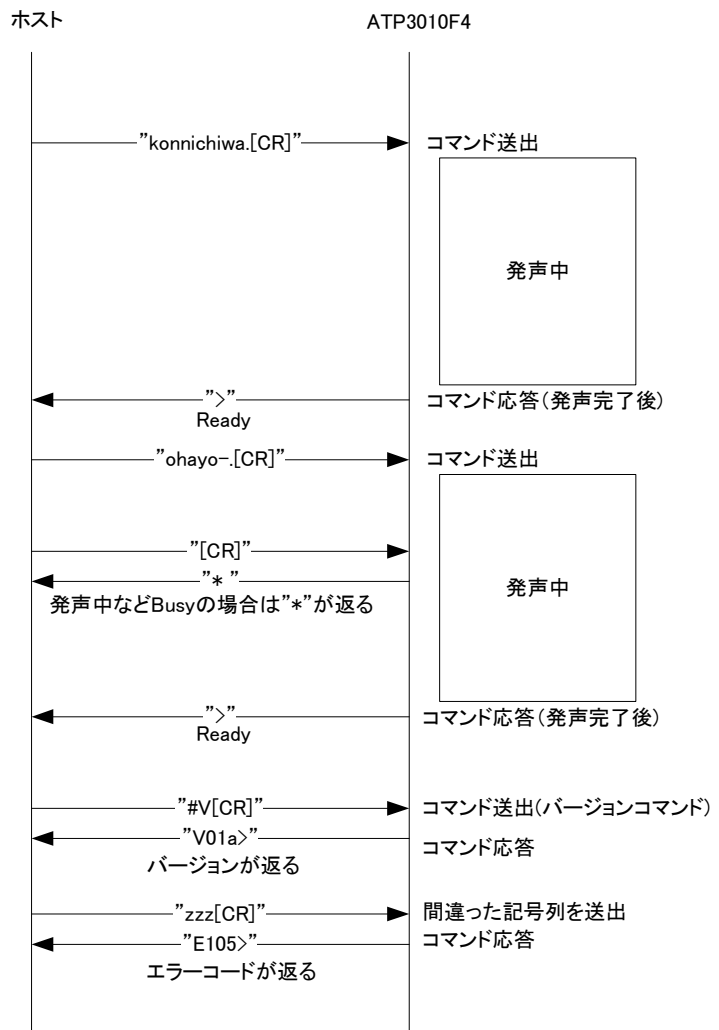 ホスト
ATP3010F4
"konnichiwa.[CR]"
コマンド送出
発声中
">"
コマンド応答(発声完了後)
Ready
"ohayo-.[CR]"
コマンド送出
"[CR]"
"* "
発声中
発声中などBusyの場合は"*"が返る
">"
コマンド応答(発声完了後)
Ready
"#V[CR]"
コマンド送出(バージョンコマンド)
"V01a>"
コマンド応答
バージョンが返る
"zzz[CR]"
間違った記号列を送出
"E105>"
コマンド応答
エラーコードが返る